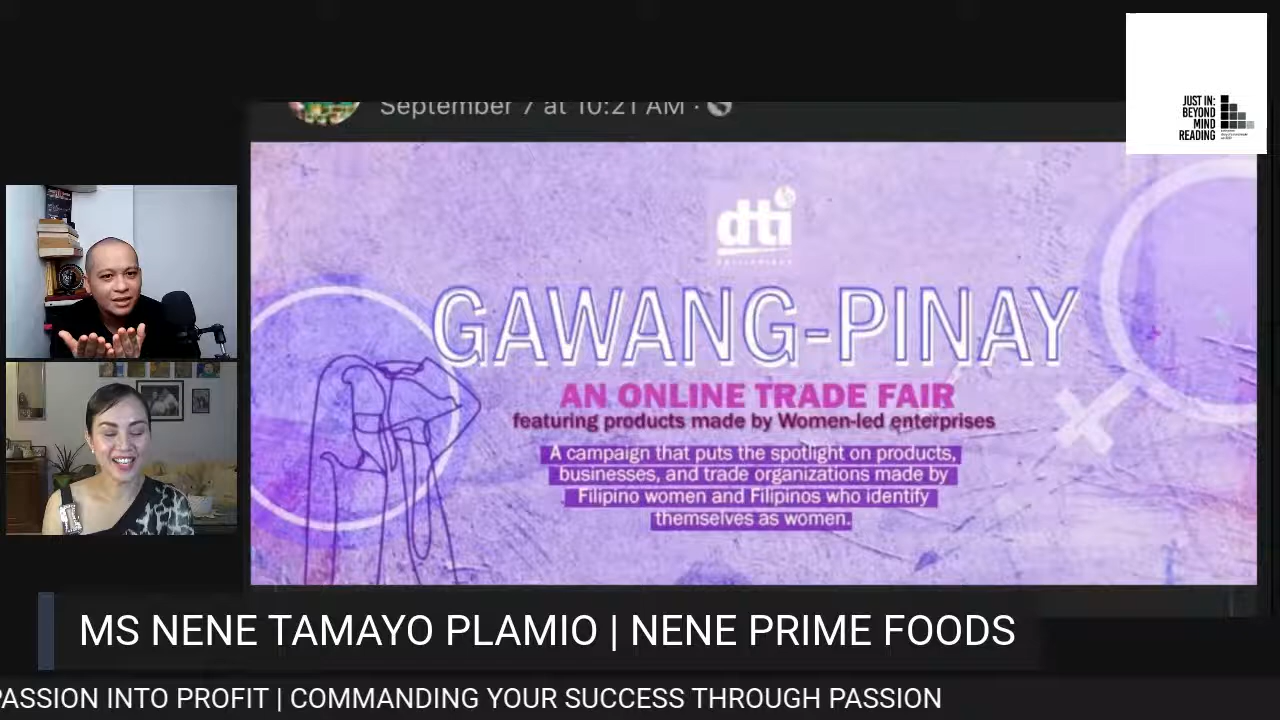 September 7 at 10:21 AM ·
JUST IN:
BEYOND
MIND
READING
dti
PHILIPPINES
GAWANG-PINAY
AN ONLINE TRADE FAIR
featuring products made by Women-led enterprises
A campaign that puts the spotlight on products,
businesses, and trade organizations made by
Filipino women and Filipinos who identify
themselves as women.
MS NENE TAMAYO PLAMIO | NENE PRIME FOODS
PASSION INTO PROFIT | COMMANDING YOUR SUCCESS THROUGH PASSION